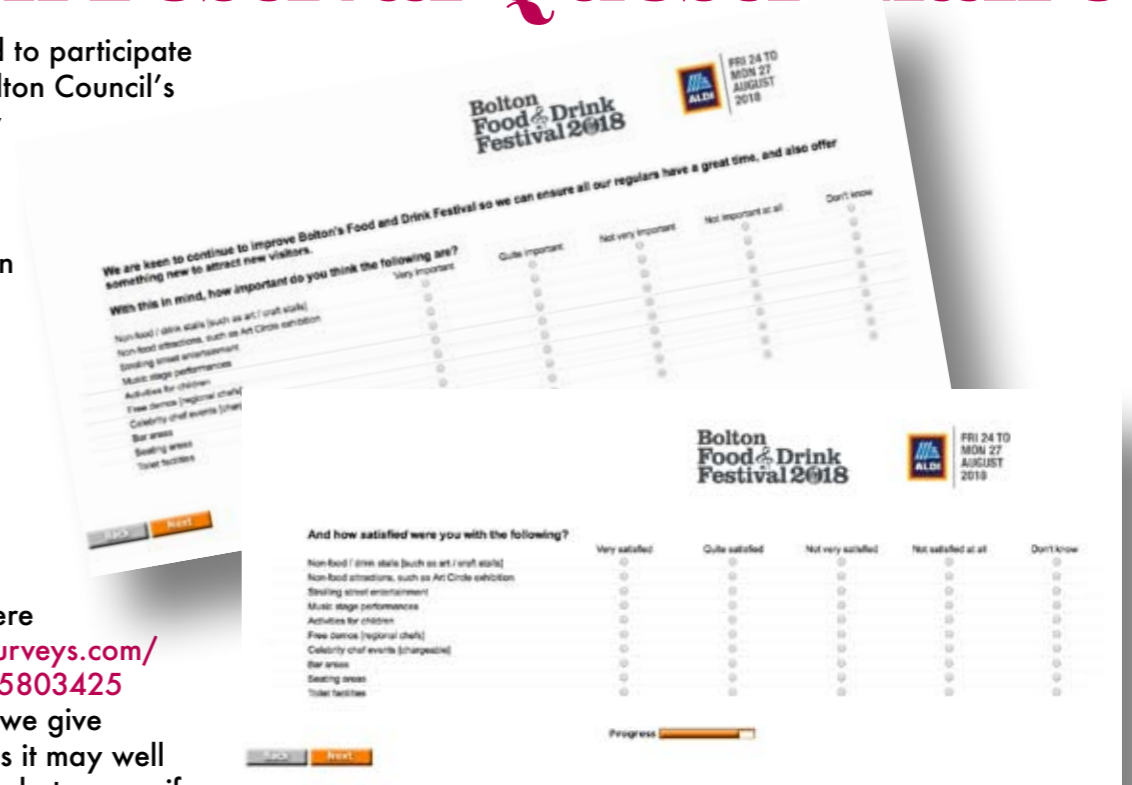 to participate
lton Council's
n
ere
urveys.com/
5803425
we give
s it may well
Bolton
Food & Drink
Festival 2018
ALDI
FRI 24 TO
MON 27
AUGUST
2018
We are keen to continue to improve Bolton's Food and Drink Festival so we can ensure all our regulars have a great time, and also offer
something new to attract new visitors.
With this in mind, how important do you think the following are?
Very important Quite important Not very important Not important at all Don't know
Non-food / drink stalls [such as art / craft stalls]
Non-food attractions, such as Art Circle exhibition
Strolling street entertainment
Music stage performances
Activities for children
Free demos [regional chefs]
Celebrity chef events
Bar areas
Seating areas
Toilet facilities
Back Next
Bolton
Food & Drink
Festival 2018
ALDI
FRI 24 TO
MON 27
AUGUST
2018
And how satisfied were you with the following?
Very satisfied Quite satisfied Not very satisfied Not satisfied at all Don't know
Non-food / drink stalls [such as art / craft stalls]
Non-food attractions, such as Art Circle exhibition
Strolling street entertainment
Music stage performances
Activities for children
Free demos [regional chefs]
Celebrity chef events [chargeable]
Bar areas
Seating areas
Toilet facilities
Progress
Back Next